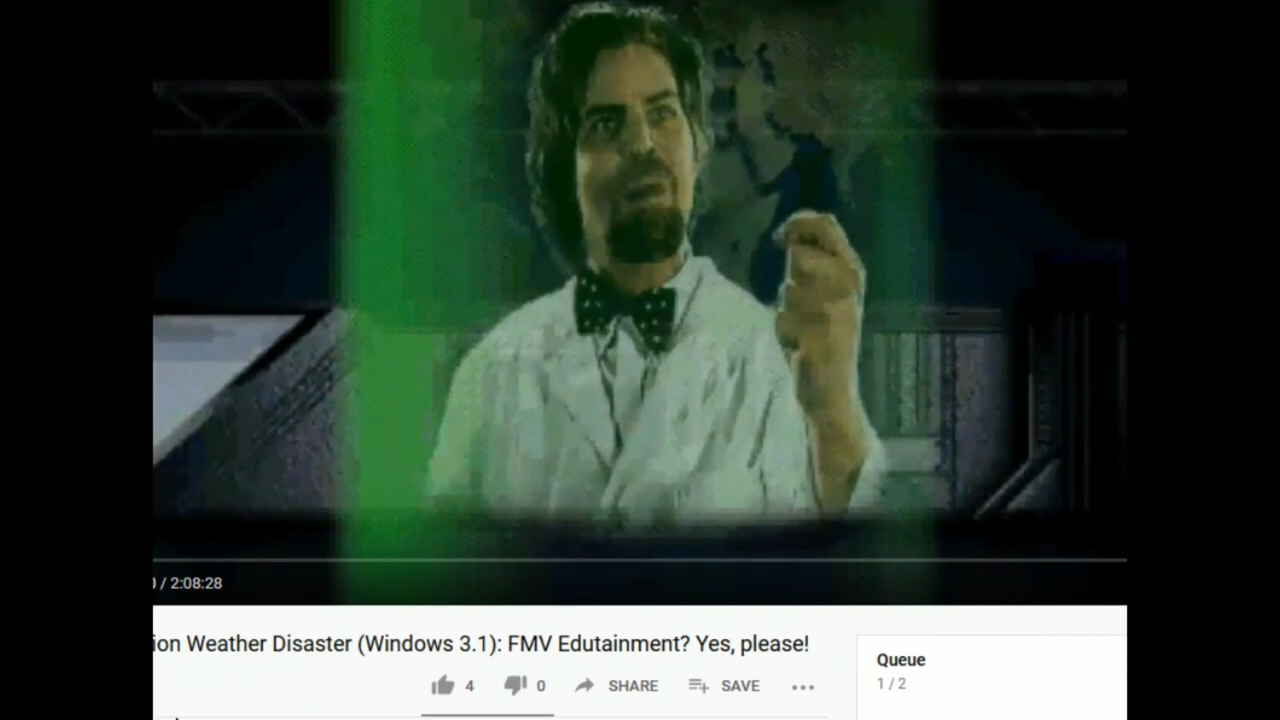 / 2:08:28
ion Weather Disaster (Windows 3.1): FMV Edutainment? Yes, please!
4 0 SHARE SAVE
Queue
1 / 2